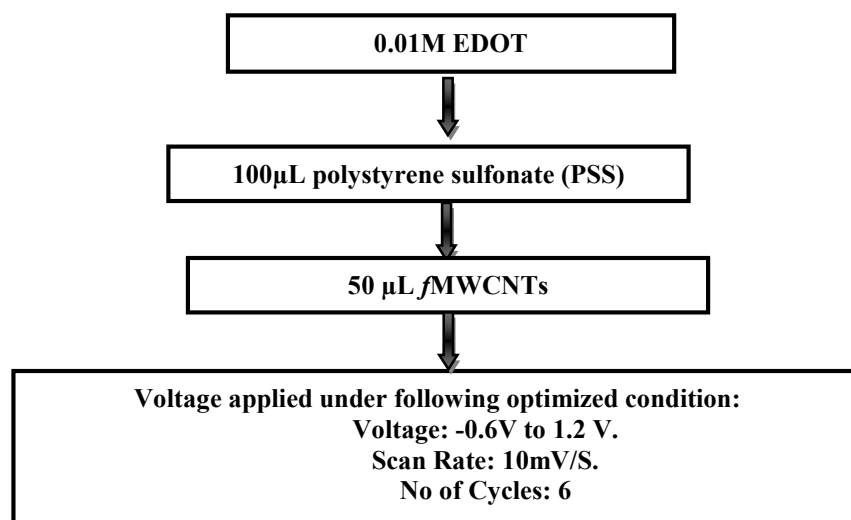 0.01M EDOT
100µL polystyrene sulfonate (PSS)
50 µL fMWCNTs
Voltage applied under following optimized condition:
Voltage: -0.6V to 1.2 V.
Scan Rate: 10mV/S.
No of Cycles: 6